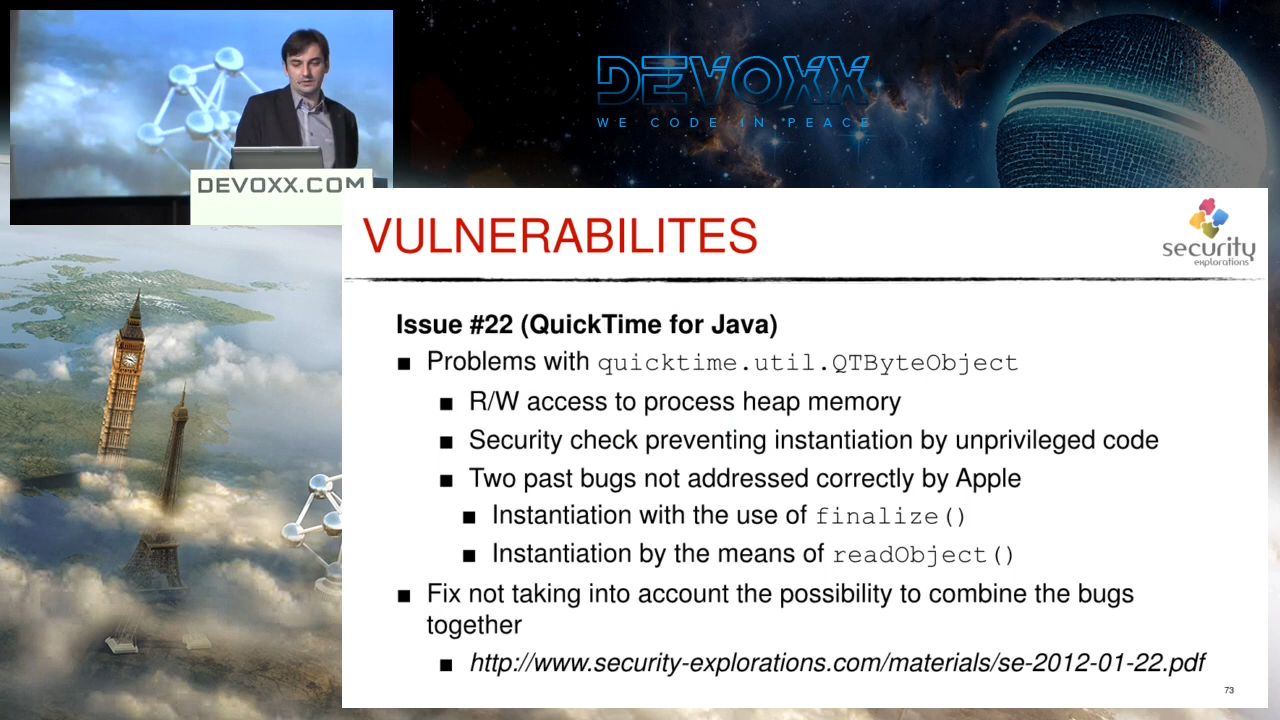 DEVOXX
WE CODE IN PEACE
DEVOXX.COM
VULNERABILITES
security
explorations
Issue #22 (QuickTime for Java)
Problems with quicktime.util.QTByteObject
R/W access to process heap memory
Security check preventing instantiation by unprivileged code
Two past bugs not addressed correctly by Apple
Instantiation with the use of finalize()
Instantiation by the means of readObject()
Fix not taking into account the possibility to combine the bugs
together
http://www.security-explorations.com/materials/se-2012-01-22.pdf
73